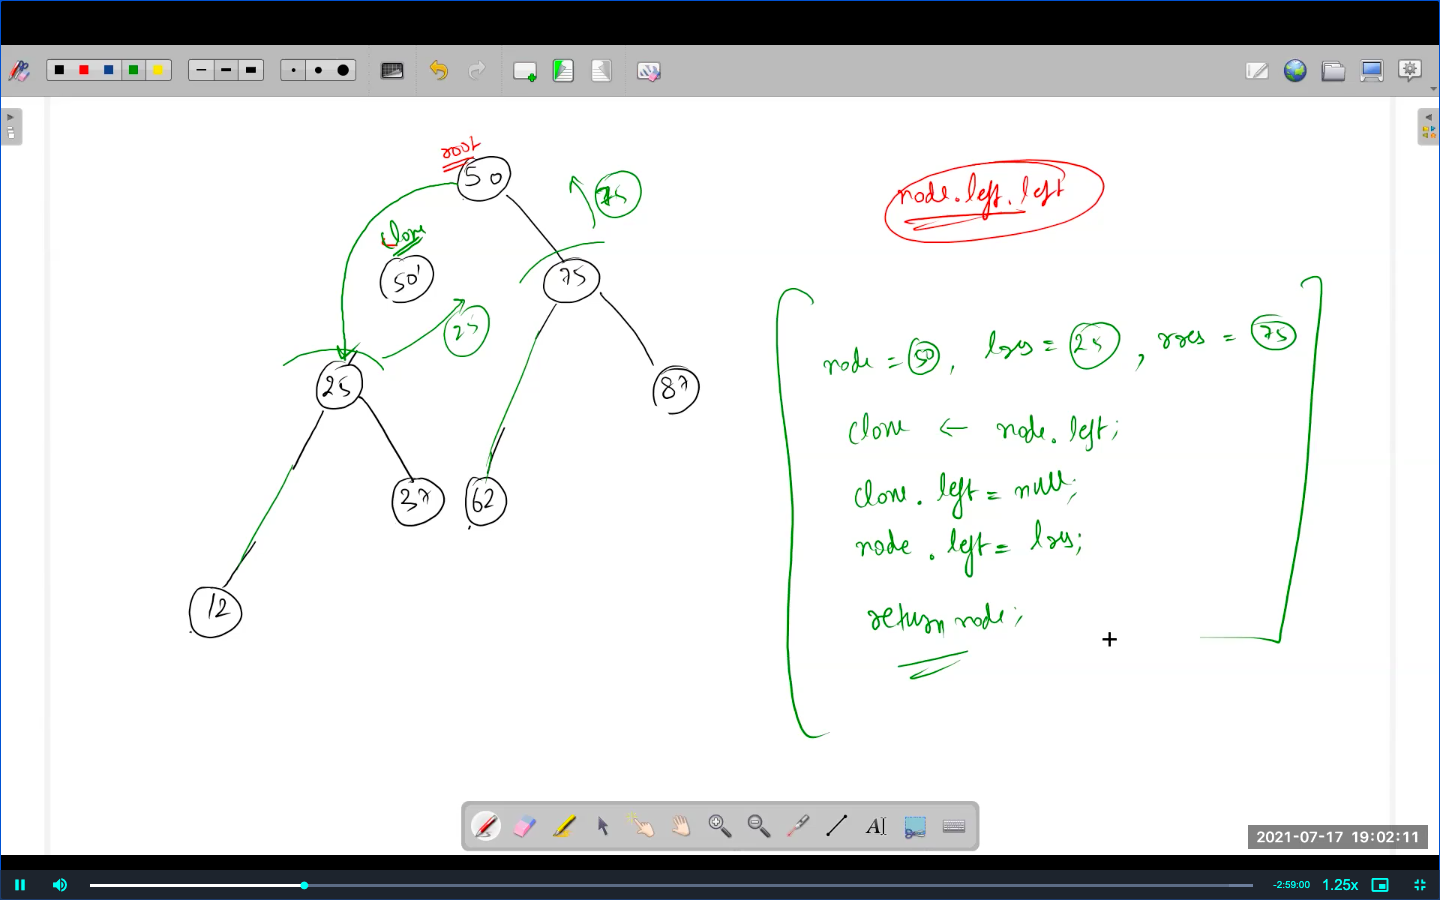 root
50
75
clone
50'
75
25
25
87
37
62
12
node.left.left
node = 50, lres = 25, rres = 75
clone ← node.left;
clone.left = null;
node.left = lres;
return node;
AI
2021-07-17 19:02:11
-2:59:00
1.25x